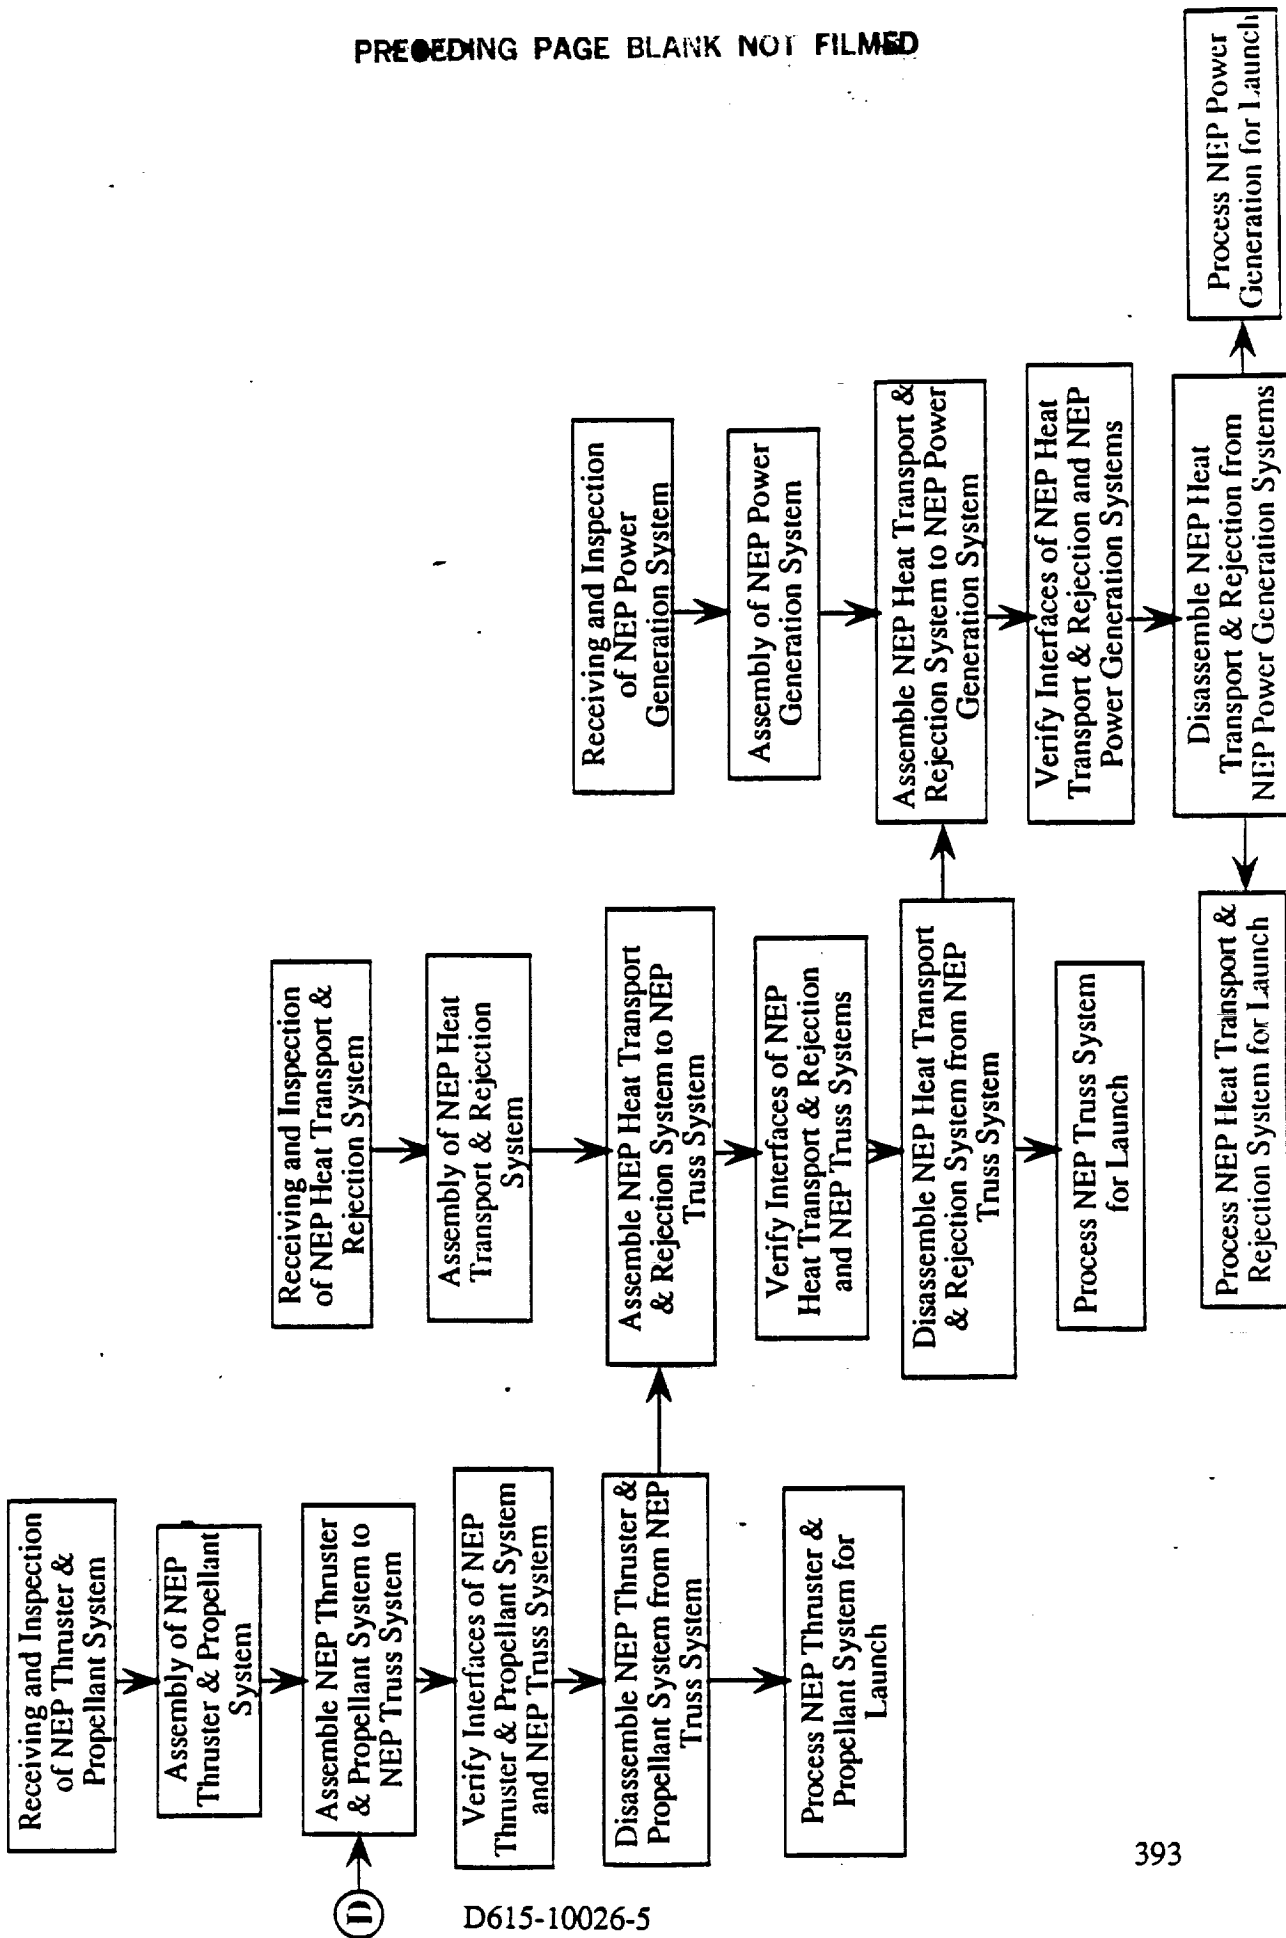 PRECEDING PAGE BLANK NOT FILMED
Receiving and Inspection
of NEP Thruster &
Propellant System
Assembly of NEP
Thruster & Propellant
System
D
Assemble NEP Thruster
& Propellant System to
NEP Truss System
Verify Interfaces of NEP
Thruster & Propellant System
and NEP Truss System
Disassemble NEP Thruster &
Propellant System from NEP
Truss System
Process NEP Thruster &
Propellant System for
Launch
Receiving and Inspection
of NEP Heat Transport &
Rejection System
Assembly of NEP Heat
Transport & Rejection
System
Assemble NEP Heat Transport
& Rejection System to NEP
Truss System
Verify Interfaces of NEP
Heat Transport & Rejection
and NEP Truss Systems
Disassemble NEP Heat Transport
& Rejection System from NEP
Truss System
Process NEP Truss System
for Launch
Receiving and Inspection
of NEP Power
Generation System
Assembly of NEP Power
Generation System
Assemble NEP Heat Transport &
Rejection System to NEP Power
Generation System
Verify Interfaces of NEP Heat
Transport & Rejection and NEP
Power Generation Systems
Disassemble NEP Heat
Transport & Rejection from
NEP Power Generation Systems
Process NEP Heat Transport &
Rejection System for Launch
Process NEP Power
Generation for Launch
D615-10026-5
393